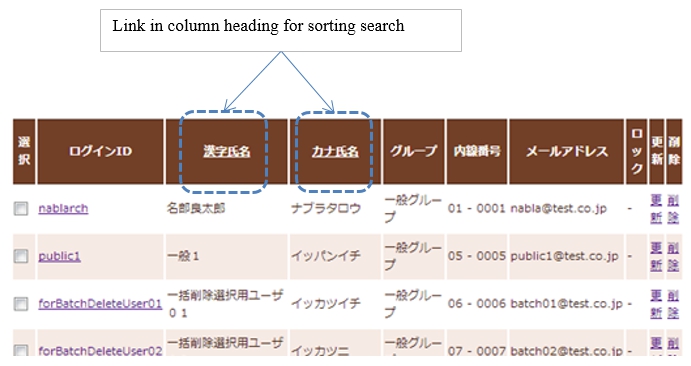 Link in column heading for sorting search
選択 ログインID 漢字氏名 カナ氏名 グループ 内線番号 メールアドレス ロック 更新 削除
nablarch 名部良太郎 ナブラタロウ 一般グループ 01 - 0001 nabla@test.co.jp - 更新 削除
public1 一般１ イッパンイチ 一般グループ 05 - 0005 public1@test.co.jp - 更新 削除
forBatchDeleteUser01 一括削除選択用ユーザ０１ イッカツイチ 一般グループ 06 - 0006 batch01@test.co.jp - 更新 削除
forBatchDeleteUser02 一括削除選択用ユーザ イッカツニ 一般グルー 07 - 0007 batch02@test.co.jp - 更 削